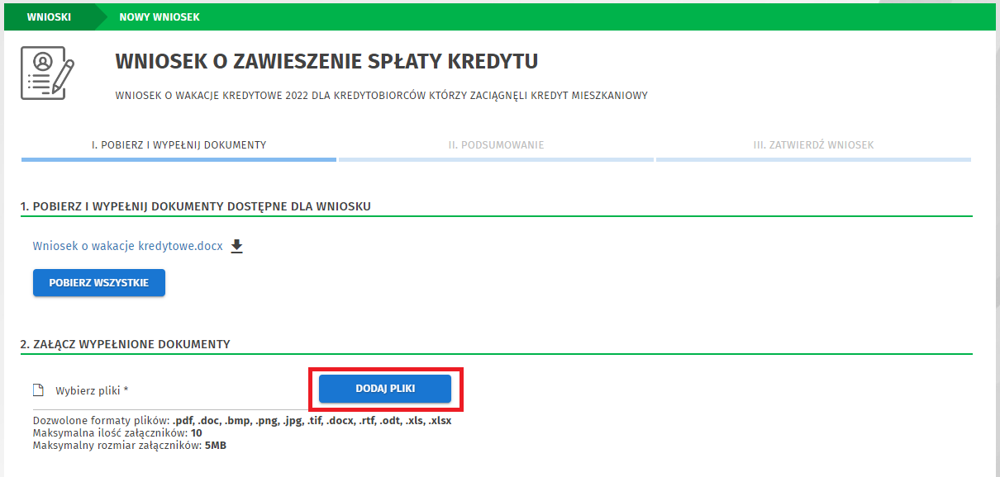 WNIOSKI NOWY WNIOSEK
WNIOSEK O ZAWIESZENIE SPŁATY KREDYTU
WNIOSEK O WAKACJE KREDYTOWE 2022 DLA KREDYTOBIORCÓW KTÓRZY ZACIĄGNĘLI KREDYT MIESZKANIOWY
I. POBIERZ I WYPEŁNIJ DOKUMENTY II. PODSUMOWANIE III. ZATWIERDŹ WNIOSEK
1. POBIERZ I WYPEŁNIJ DOKUMENTY DOSTĘPNE DLA WNIOSKU
Wniosek o wakacje kredytowe.docx
POBIERZ WSZYSTKIE
2. ZAŁĄCZ WYPEŁNIONE DOKUMENTY
Wybierz pliki * DODAJ PLIKI
Dozwolone formaty plików: .pdf, .doc, .bmp, .png, .jpg, .tif, .docx, .rtf, .odt, .xls, .xlsx
Maksymalna ilość załączników: 10
Maksymalny rozmiar załączników: 5MB